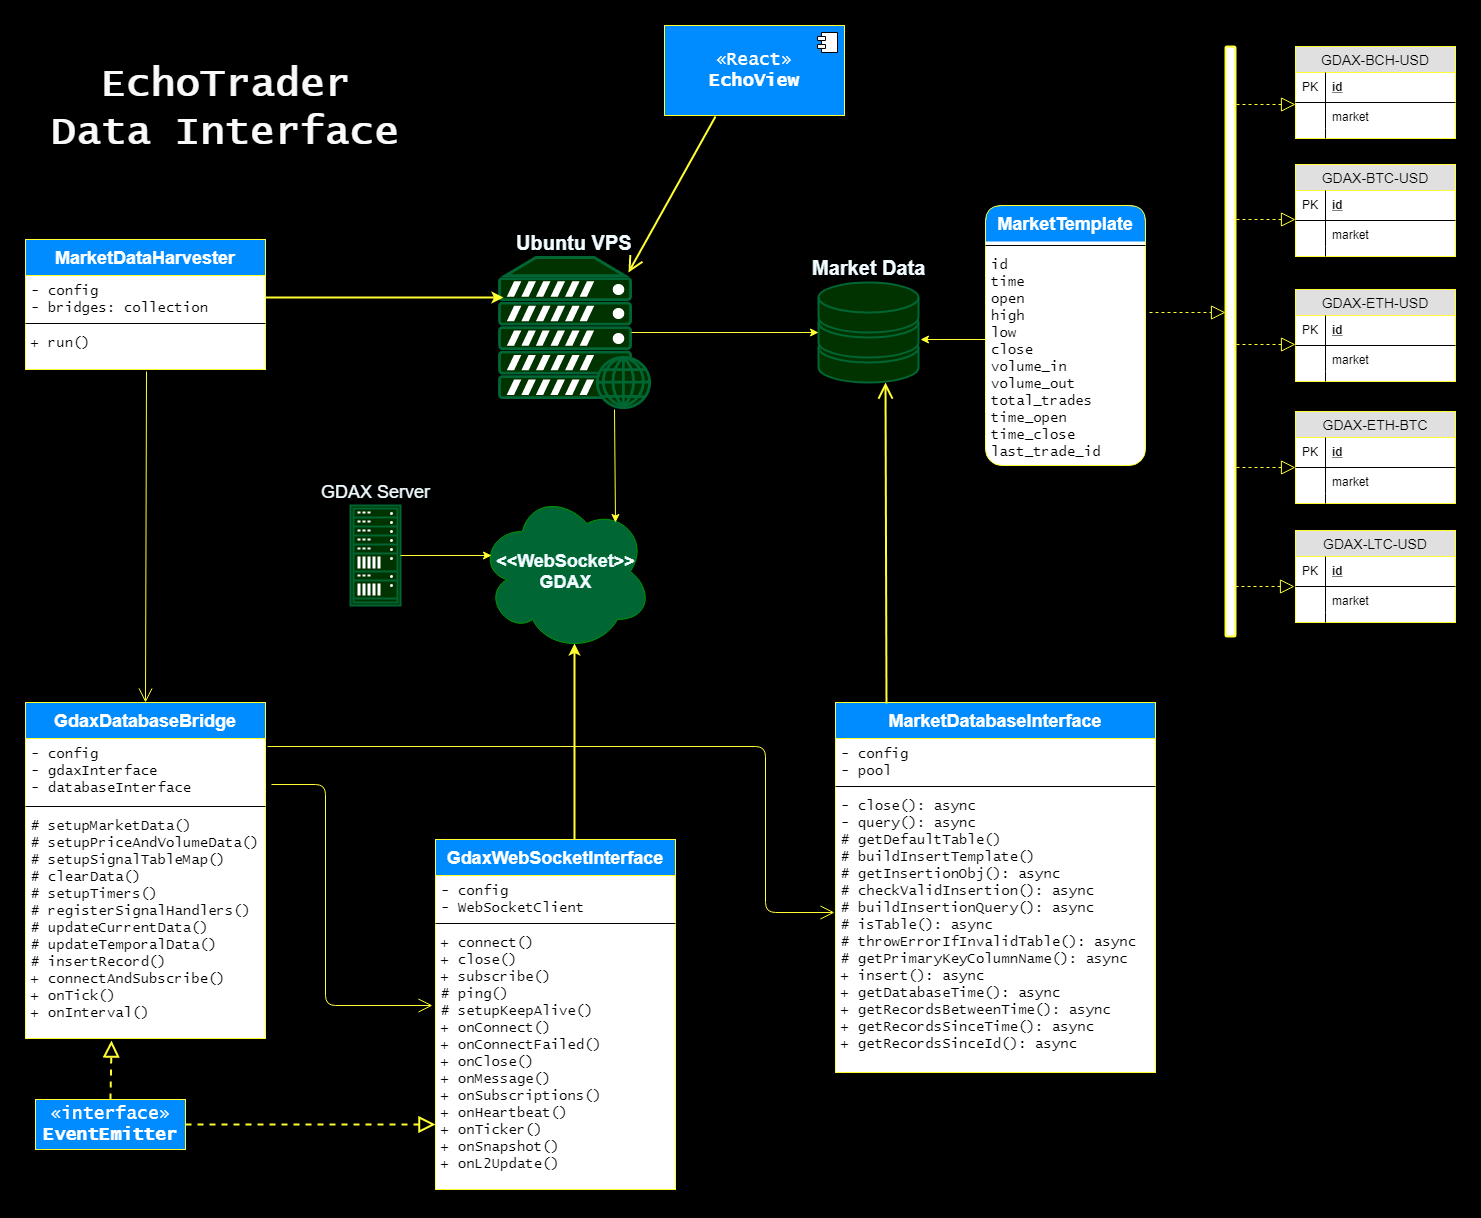 EchoTrader
Data Interface
«React»
EchoView
MarketDataHarvester
- config
- bridges: collection
+ run()
Ubuntu VPS
Market Data
MarketTemplate
id
time
open
high
low
close
volume_in
volume_out
total_trades
time_open
time_close
last_trade_id
GDAX-BCH-USD
PK id
market
GDAX-BTC-USD
PK id
market
GDAX-ETH-USD
PK id
market
GDAX-ETH-BTC
PK id
market
GDAX-LTC-USD
PK id
market
GDAX Server
<<WebSocket>>
GDAX
GdaxDatabaseBridge
- config
- gdaxInterface
- databaseInterface
# setupMarketData()
# setupPriceAndVolumeData()
# setupSignalTableMap()
# clearData()
# setupTimers()
# registerSignalHandlers()
# updateCurrentData()
# updateTemporalData()
# insertRecord()
+ connectAndSubscribe()
+ onTick()
+ onInterval()
«interface»
EventEmitter
GdaxWebSocketInterface
- config
- WebSocketClient
+ connect()
+ close()
+ subscribe()
# ping()
# setupKeepAlive()
+ onConnect()
+ onConnectFailed()
+ onClose()
+ onMessage()
+ onSubscriptions()
+ onHeartbeat()
+ onTicker()
+ onSnapshot()
+ onL2Update()
MarketDatabaseInterface
- config
- pool
- close(): async
- query(): async
# getDefaultTable()
# buildInsertTemplate()
# getInsertionObj(): async
# checkValidInsertion(): async
# buildInsertionQuery(): async
# isTable(): async
# throwErrorIfInvalidTable(): async
# getPrimaryKeyColumnName(): async
+ insert(): async
+ getDatabaseTime(): async
+ getRecordsBetweenTime(): async
+ getRecordsSinceTime(): async
+ getRecordsSinceId(): async